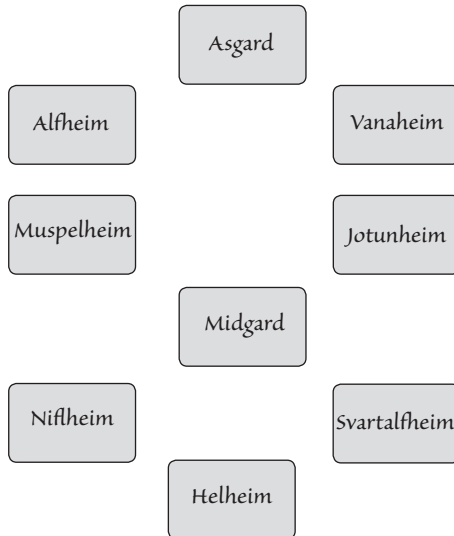 Asgard
Alfheim
Vanaheim
Muspelheim
Jotunheim
Midgard
Niflheim
Svartalfheim
Helheim